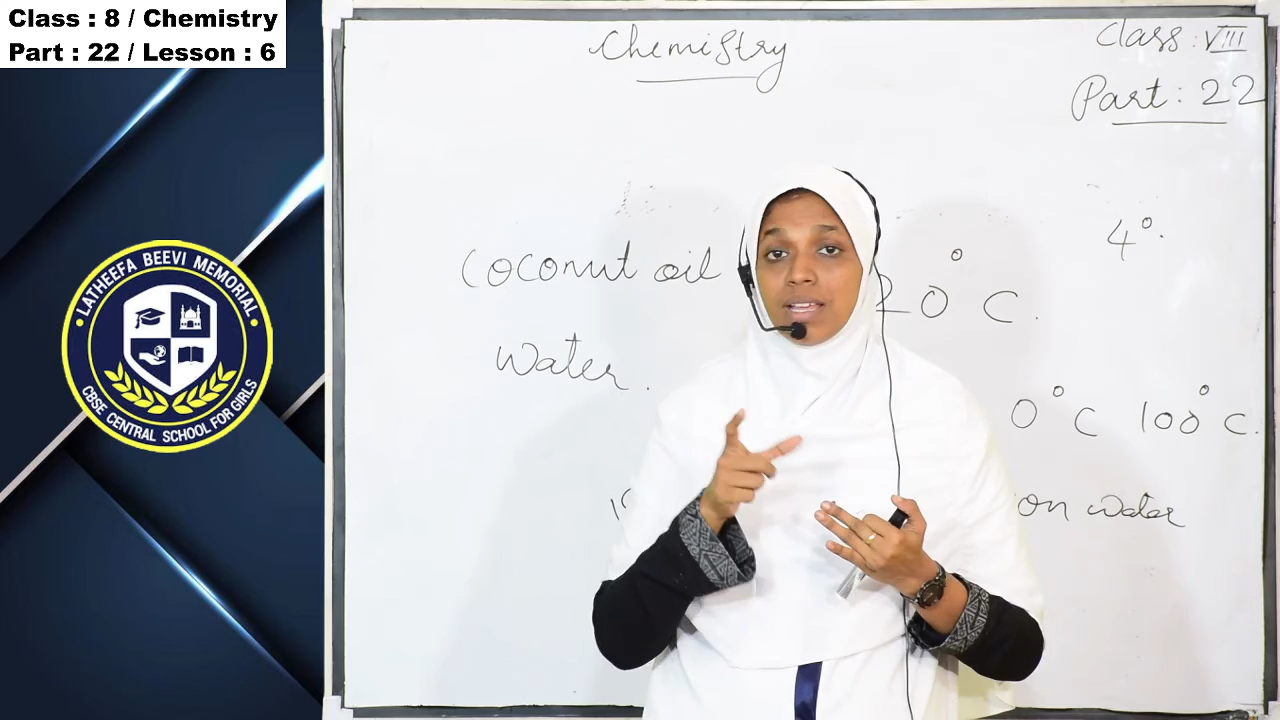 Class : 8 / Chemistry
Part : 22 / Lesson : 6
Chemistry
Class : VIII
Part : 22
4°.
Coconut oil 20°C.
Water.
0°C 100°C.
on water
LATHEEFA BEEVI MEMORIAL
CBSE CENTRAL SCHOOL FOR GIRLS